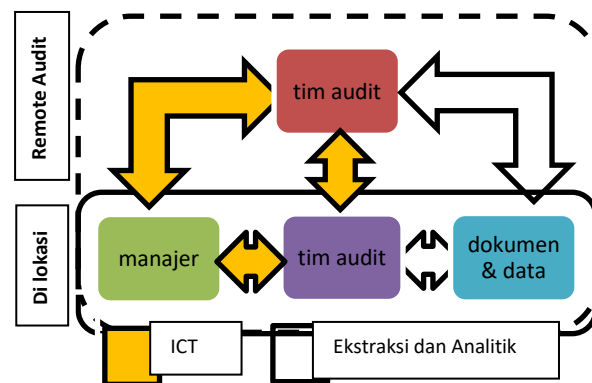 Remote Audit
tim audit
Di lokasi
manajer
tim audit
dokumen
& data
ICT
Ekstraksi dan Analitik